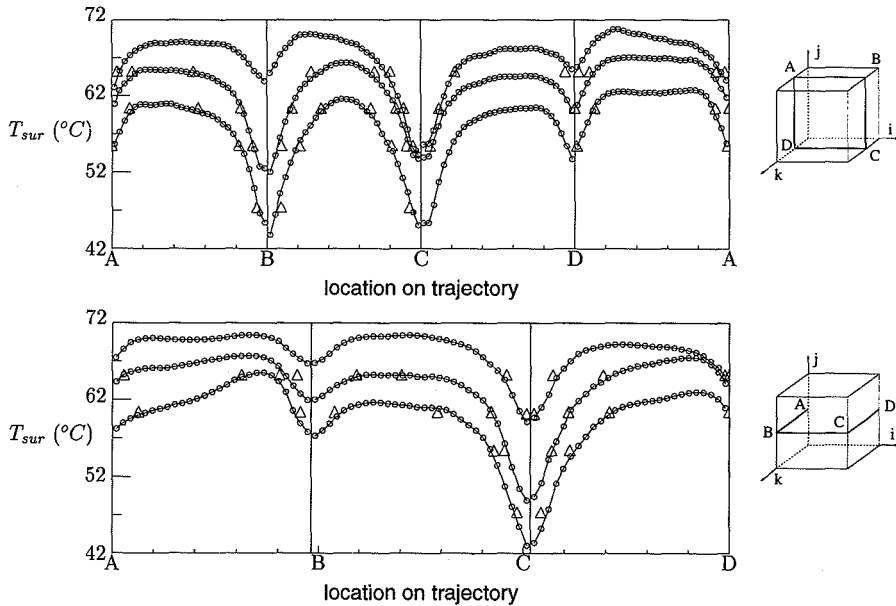 72
62
T_sur (°C)
52
42
A B C D A
location on trajectory
j
A B
i
D C
k
72
62
T_sur (°C)
52
42
A B C D
location on trajectory
j
A D
B C
i
k